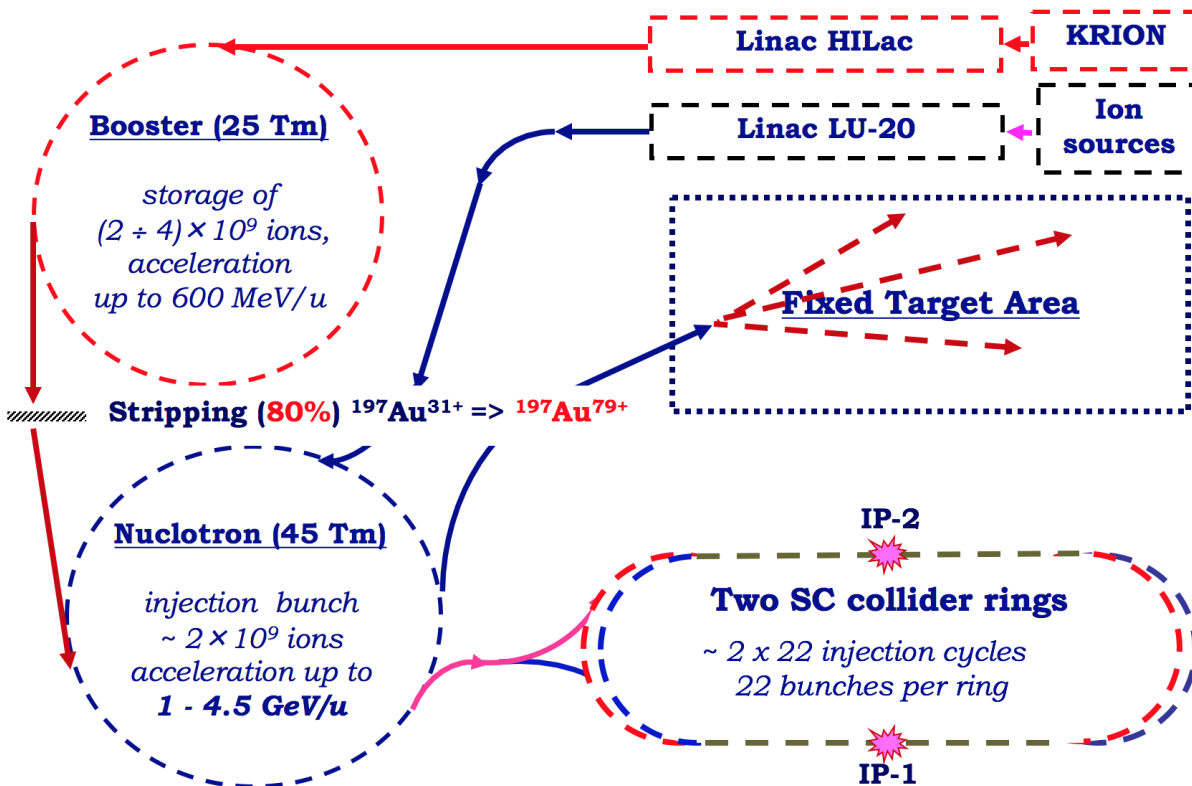 Linac HILac
KRION
Booster (25 Tm)
Linac LU-20
Ion
sources
storage of
(2 ÷ 4) × 10⁹ ions,
acceleration
up to 600 MeV/u
Fixed Target Area
Stripping (80%) ¹⁹⁷Au³¹⁺ => ¹⁹⁷Au⁷⁹⁺
Nuclotron (45 Tm)
injection bunch
~ 2 × 10⁹ ions
acceleration up to
1 - 4.5 GeV/u
IP-2
Two SC collider rings
~ 2 x 22 injection cycles
22 bunches per ring
IP-1